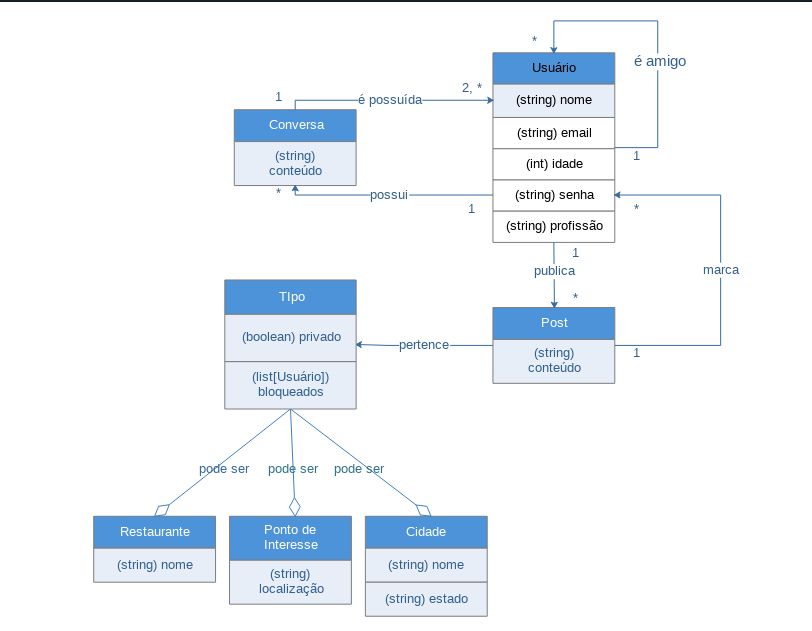 *
Usuário
é amigo
(string) nome
(string) email
(int) idade
(string) senha
(string) profissão
1
2, *
1
é possuída
Conversa
(string)
conteúdo
*
possui
1
*
marca
1
publica
*
Post
(string)
conteúdo
1
pertence
TIpo
(boolean) privado
(list[Usuário])
bloqueados
pode ser
pode ser
pode ser
Restaurante
(string) nome
Ponto de
Interesse
(string)
localização
Cidade
(string) nome
(string) estado